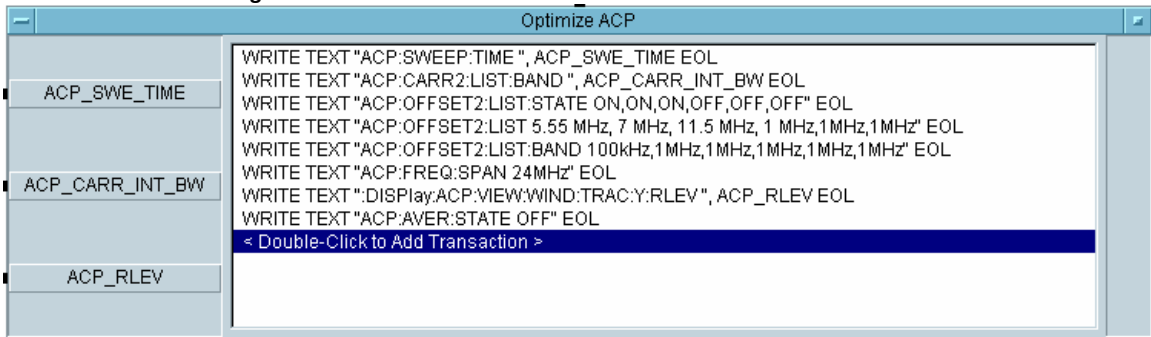 Optimize ACP
WRITE TEXT "ACP:SWEEP:TIME ", ACP_SWE_TIME EOL
WRITE TEXT "ACP:CARR2:LIST:BAND ", ACP_CARR_INT_BW EOL
WRITE TEXT "ACP:OFFSET2:LIST:STATE ON,ON,ON,OFF,OFF,OFF" EOL
WRITE TEXT "ACP:OFFSET2:LIST 5.55 MHz, 7 MHz, 11.5 MHz, 1 MHz,1MHz,1MHz" EOL
WRITE TEXT "ACP:OFFSET2:LIST:BAND 100kHz,1MHz,1MHz,1MHz,1MHz,1MHz" EOL
WRITE TEXT "ACP:FREQ:SPAN 24MHz" EOL
WRITE TEXT ":DISPlay:ACP:VIEW:WIND:TRAC:Y:RLEV ", ACP_RLEV EOL
WRITE TEXT "ACP:AVER:STATE OFF" EOL
< Double-Click to Add Transaction >
ACP_SWE_TIME
ACP_CARR_INT_BW
ACP_RLEV